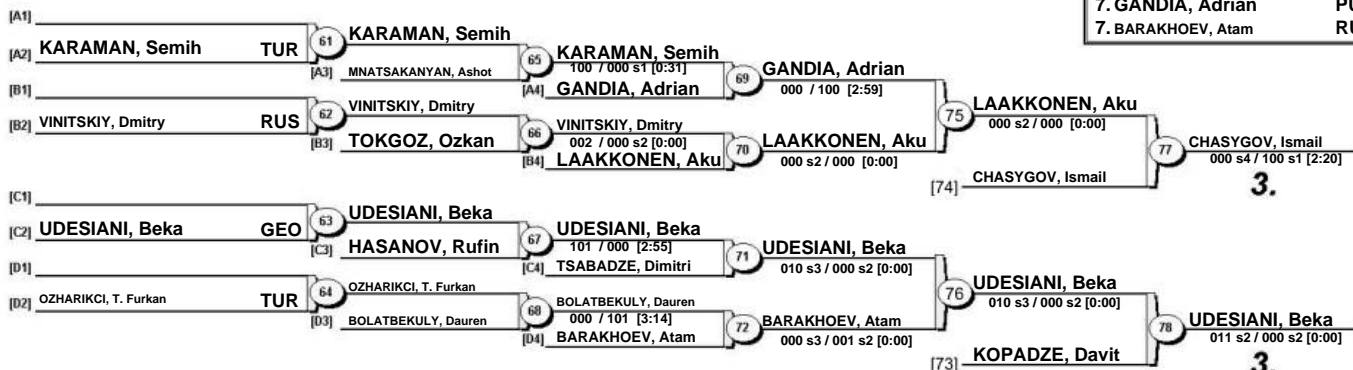 7. GANDIA, Adrian
7. BARAKHOEV, Atam
[A1]
[A2] KARAMAN, Semih TUR
61
KARAMAN, Semih
[A3] MNATSAKANYAN, Ashot
65
KARAMAN, Semih
100 / 000 s1 [0:31]
[A4] GANDIA, Adrian
69
GANDIA, Adrian
000 / 100 [2:59]
[B1]
[B2] VINITSKIY, Dmitry RUS
62
VINITSKIY, Dmitry
[B3] TOKGOZ, Ozkan
66
VINITSKIY, Dmitry
002 / 000 s2 [0:00]
[B4] LAAKKONEN, Aku
70
LAAKKONEN, Aku
000 s2 / 000 [0:00]
75
LAAKKONEN, Aku
000 s2 / 000 [0:00]
[74] CHASYGOV, Ismail
77
CHASYGOV, Ismail
000 s4 / 100 s1 [2:20]
3.
[C1]
[C2] UDESIANI, Beka GEO
63
UDESIANI, Beka
[C3] HASANOV, Rufin
67
UDESIANI, Beka
101 / 000 [2:55]
[C4] TSABADZE, Dimitri
71
UDESIANI, Beka
010 s3 / 000 s2 [0:00]
[D1]
[D2] OZHARIKCI, T. Furkan TUR
64
OZHARIKCI, T. Furkan
[D3] BOLATBEKULY, Dauren
68
BOLATBEKULY, Dauren
000 / 101 [3:14]
[D4] BARAKHOEV, Atam
72
BARAKHOEV, Atam
000 s3 / 001 s2 [0:00]
76
UDESIANI, Beka
010 s3 / 000 s2 [0:00]
[73] KOPADZE, Davit
78
UDESIANI, Beka
011 s2 / 000 s2 [0:00]
3.